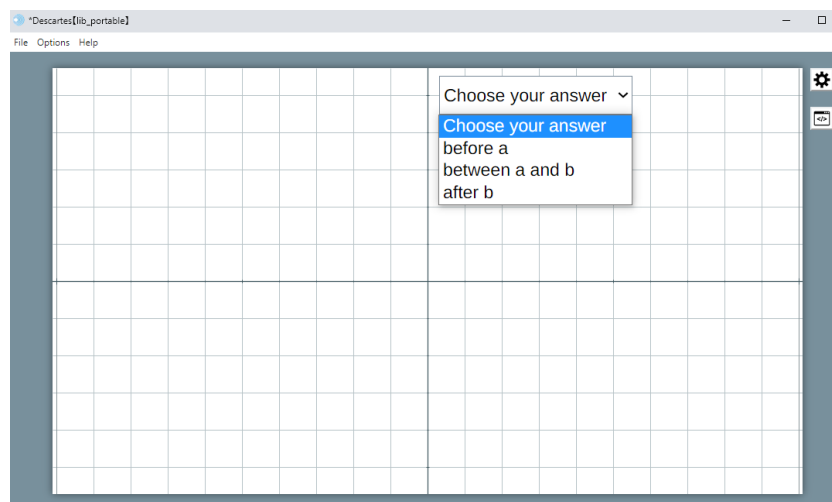 *Descartes【lib_portable】
File Options Help
Choose your answer
Choose your answer
before a
between a and b
after b
</>